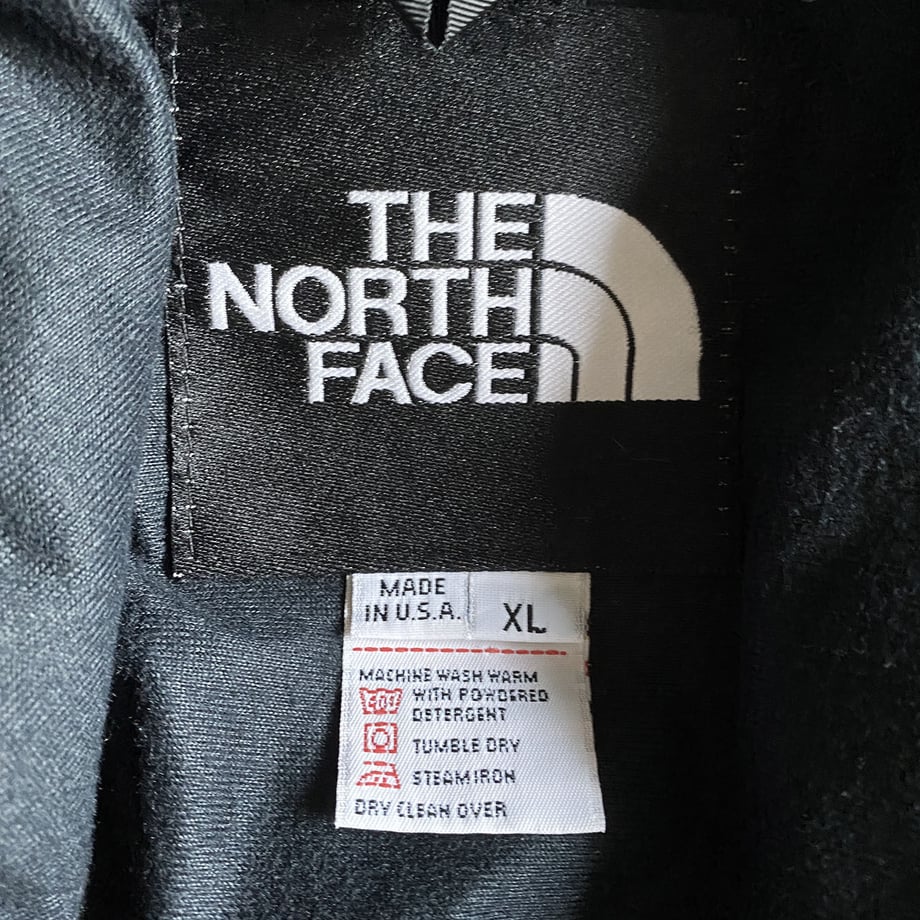 THE
NORTH
FACE
MADE
IN U.S.A.
XL
MACHINE WASH WARM
WITH POWDERED
DETERGENT
TUMBLE DRY
STEAM IRON
DRY CLEAN OVER